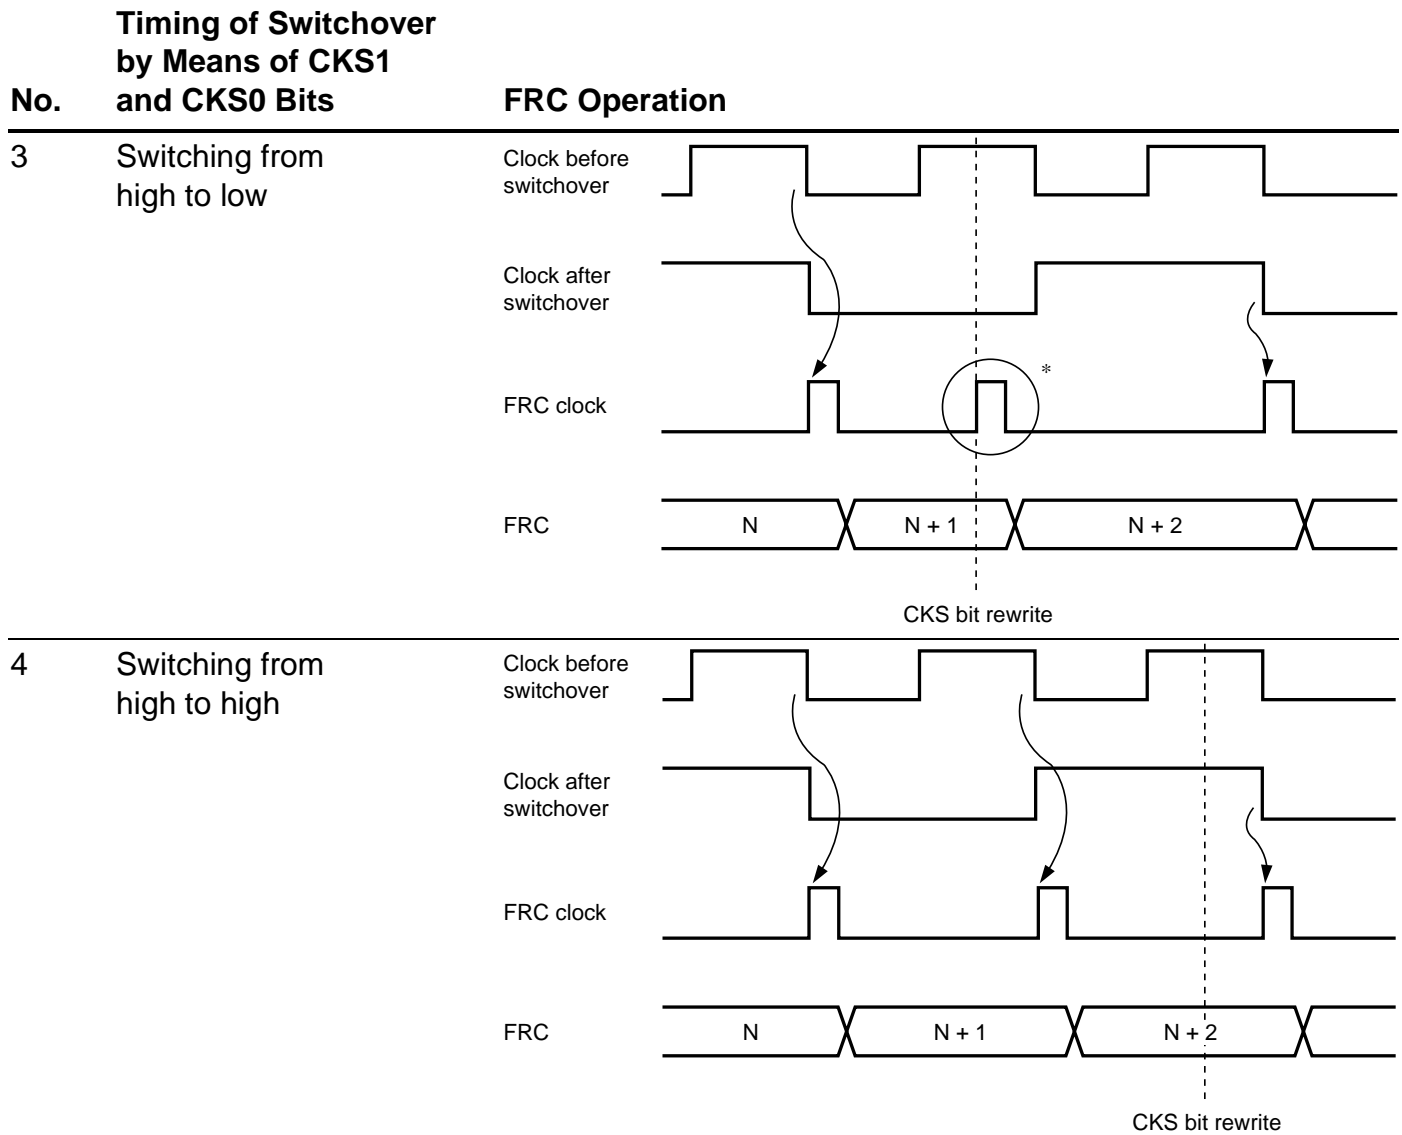 Timing of Switchover
by Means of CKS1
No. and CKS0 Bits FRC Operation
3 Switching from
high to low
Clock before
switchover
Clock after
switchover
*
FRC clock
FRC N N + 1 N + 2
CKS bit rewrite
4 Switching from
high to high
Clock before
switchover
Clock after
switchover
FRC clock
FRC N N + 1 N + 2
CKS bit rewrite